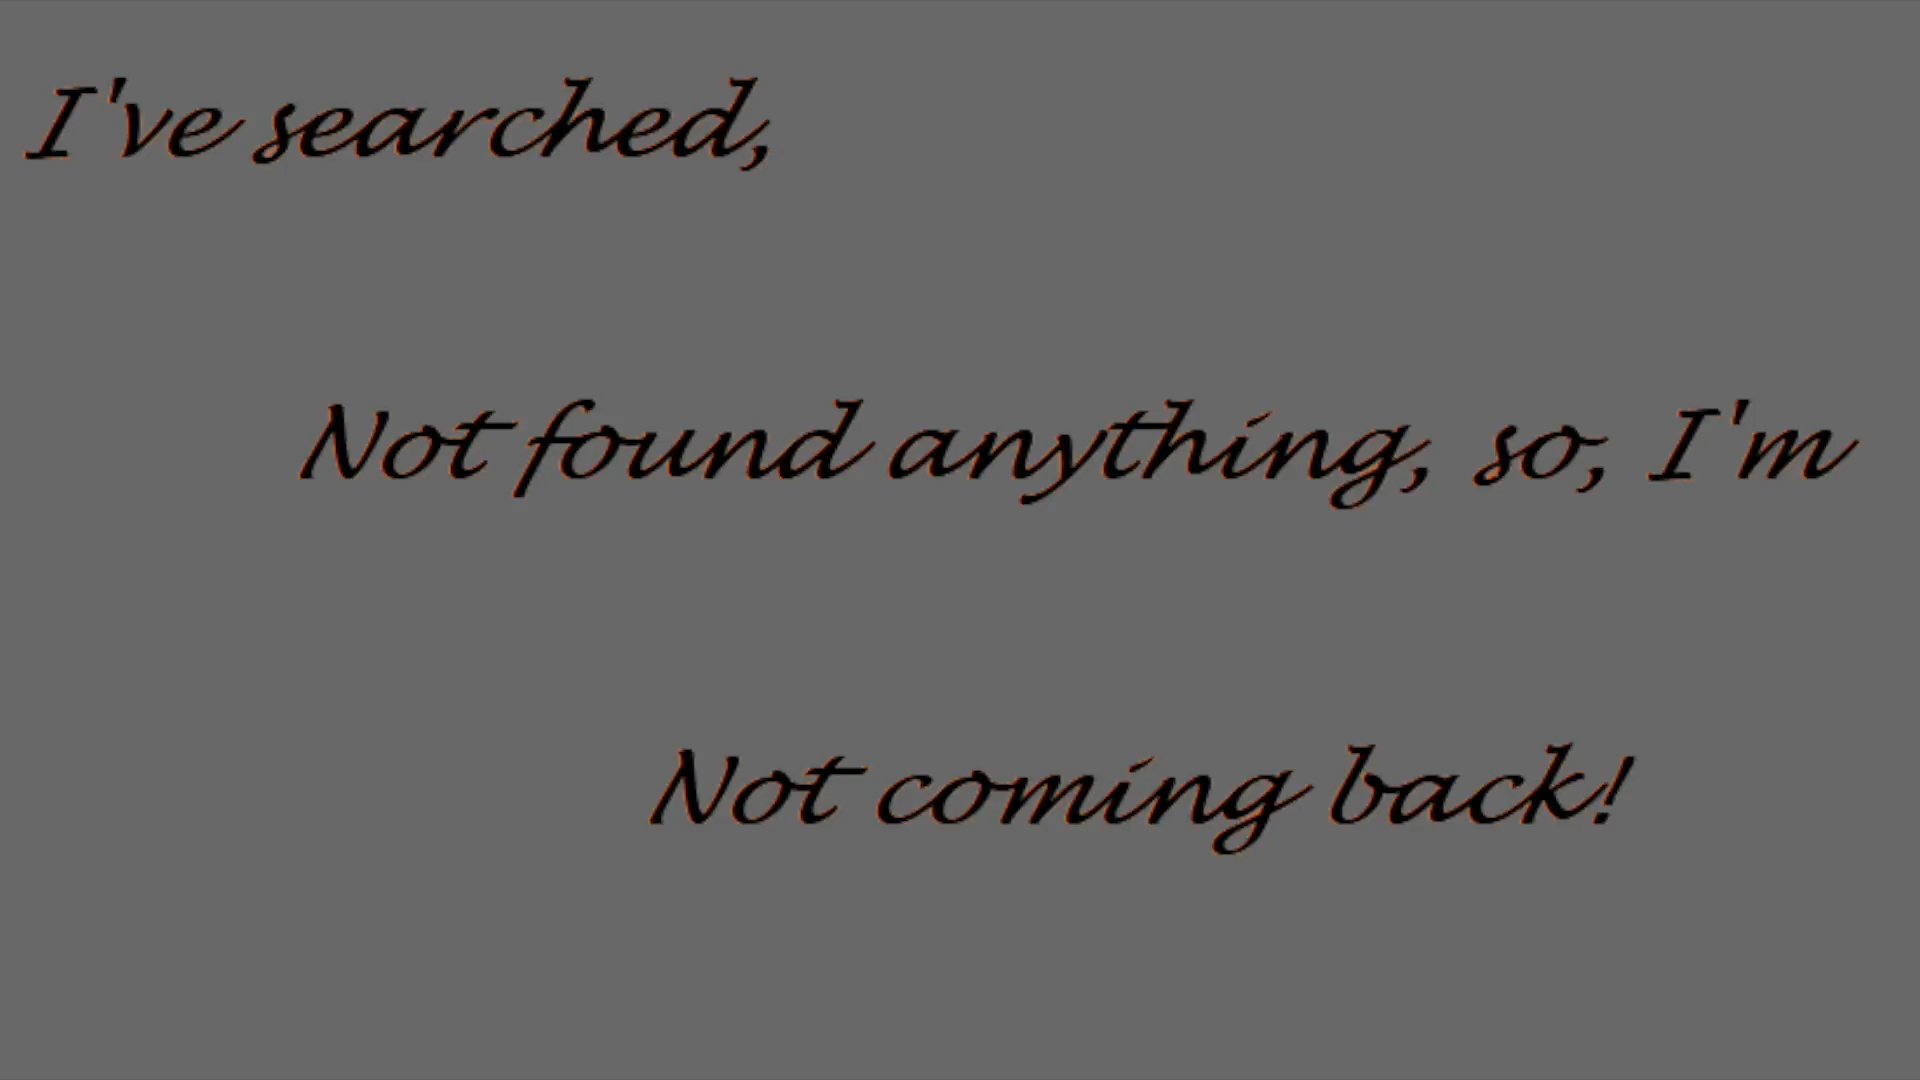 I've searched,
Not found anything, so, I'm
Not coming back!